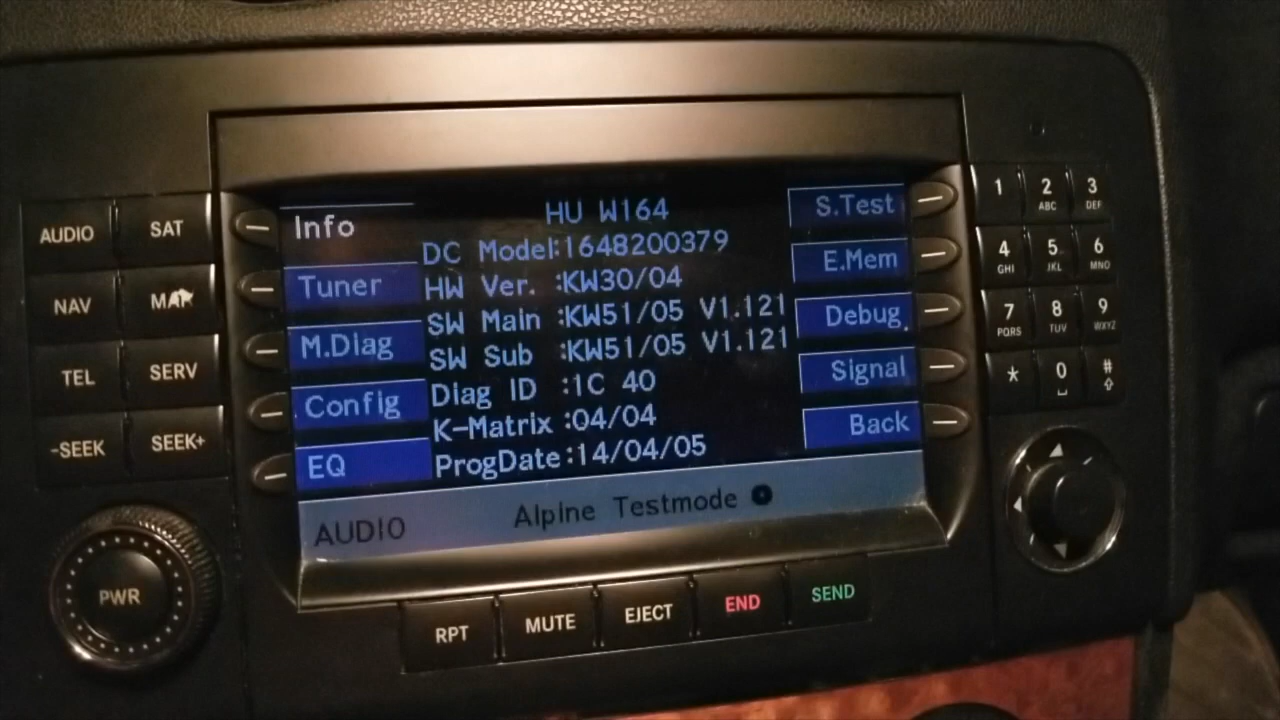 HU W164
Info
DC Model:1648200379
HW Ver. :KW30/04
SW Main :KW51/05 V1.121
SW Sub :KW51/05 V1.121
Diag ID :1C 40
K-Matrix :04/04
ProgDate:14/04/05
Tuner
M.Diag
Config
EQ
S.Test
E.Mem
Debug
Signal
Back
AUDIO Alpine Testmode
AUDIO SAT
NAV
TEL SERV
-SEEK SEEK+
PWR
RPT MUTE EJECT END SEND
1 2 ABC 3 DEF
4 GHI 5 JKL 6 MNO
7 PQRS 8 TUV 9 WXYZ
* 0 #